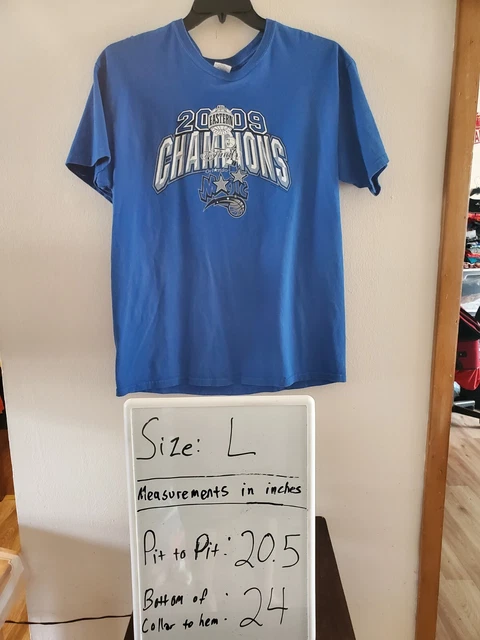 2009
EASTERN
CHAMPIONS
MAGIC
Size: L
Measurements in inches
Pit to Pit: 20.5
Bottom of
Collar to hem: 24